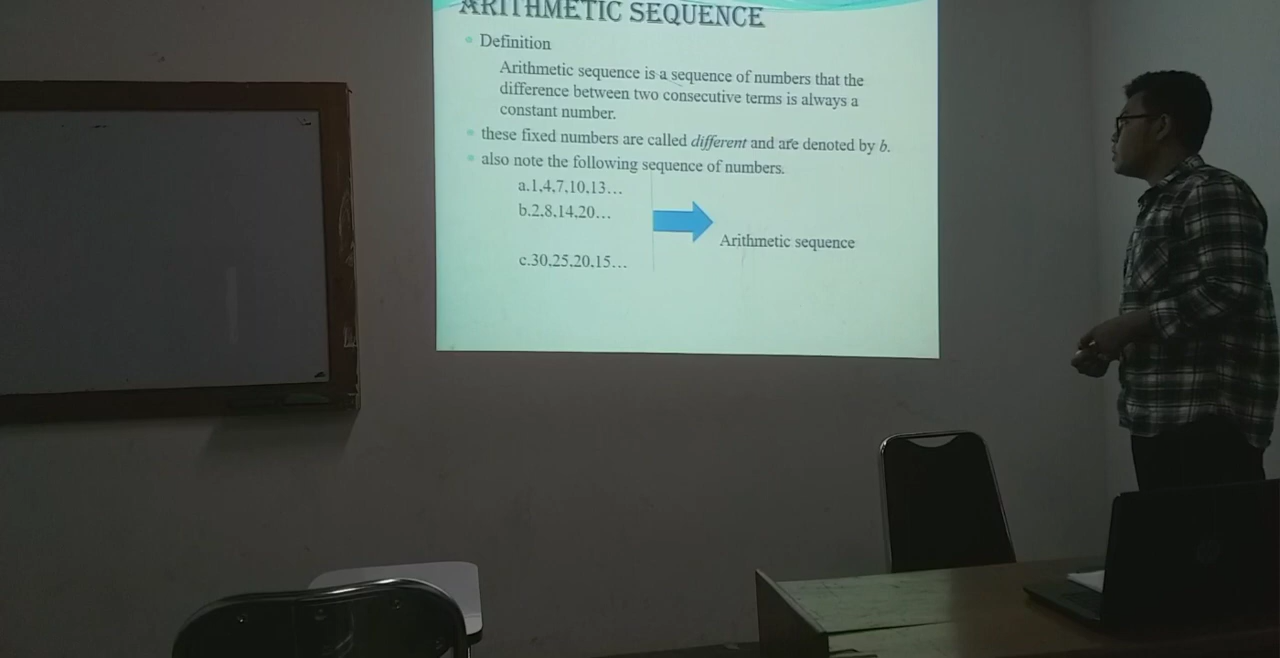 ARITHMETIC SEQUENCE
Definition
Arithmetic sequence is a sequence of numbers that the
difference between two consecutive terms is always a
constant number.
these fixed numbers are called different and are denoted by b.
also note the following sequence of numbers.
a.1,4,7,10,13...
b.2,8,14,20...
Arithmetic sequence
c.30,25,20,15...